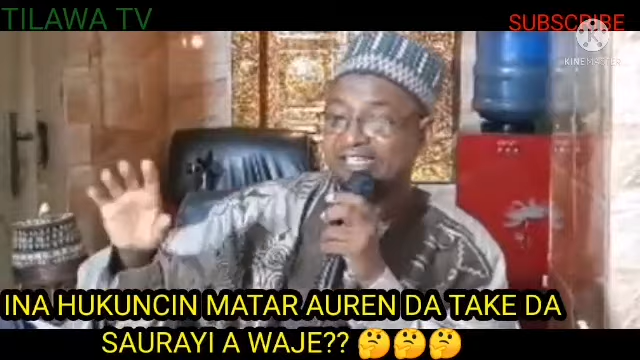 TILAWA TV
SUBSCRIBE
KINEMASTER
INA HUKUNCIN MATAR AUREN DA TAKE DA
SAURAYI A WAJE?? 🤔🤔🤔